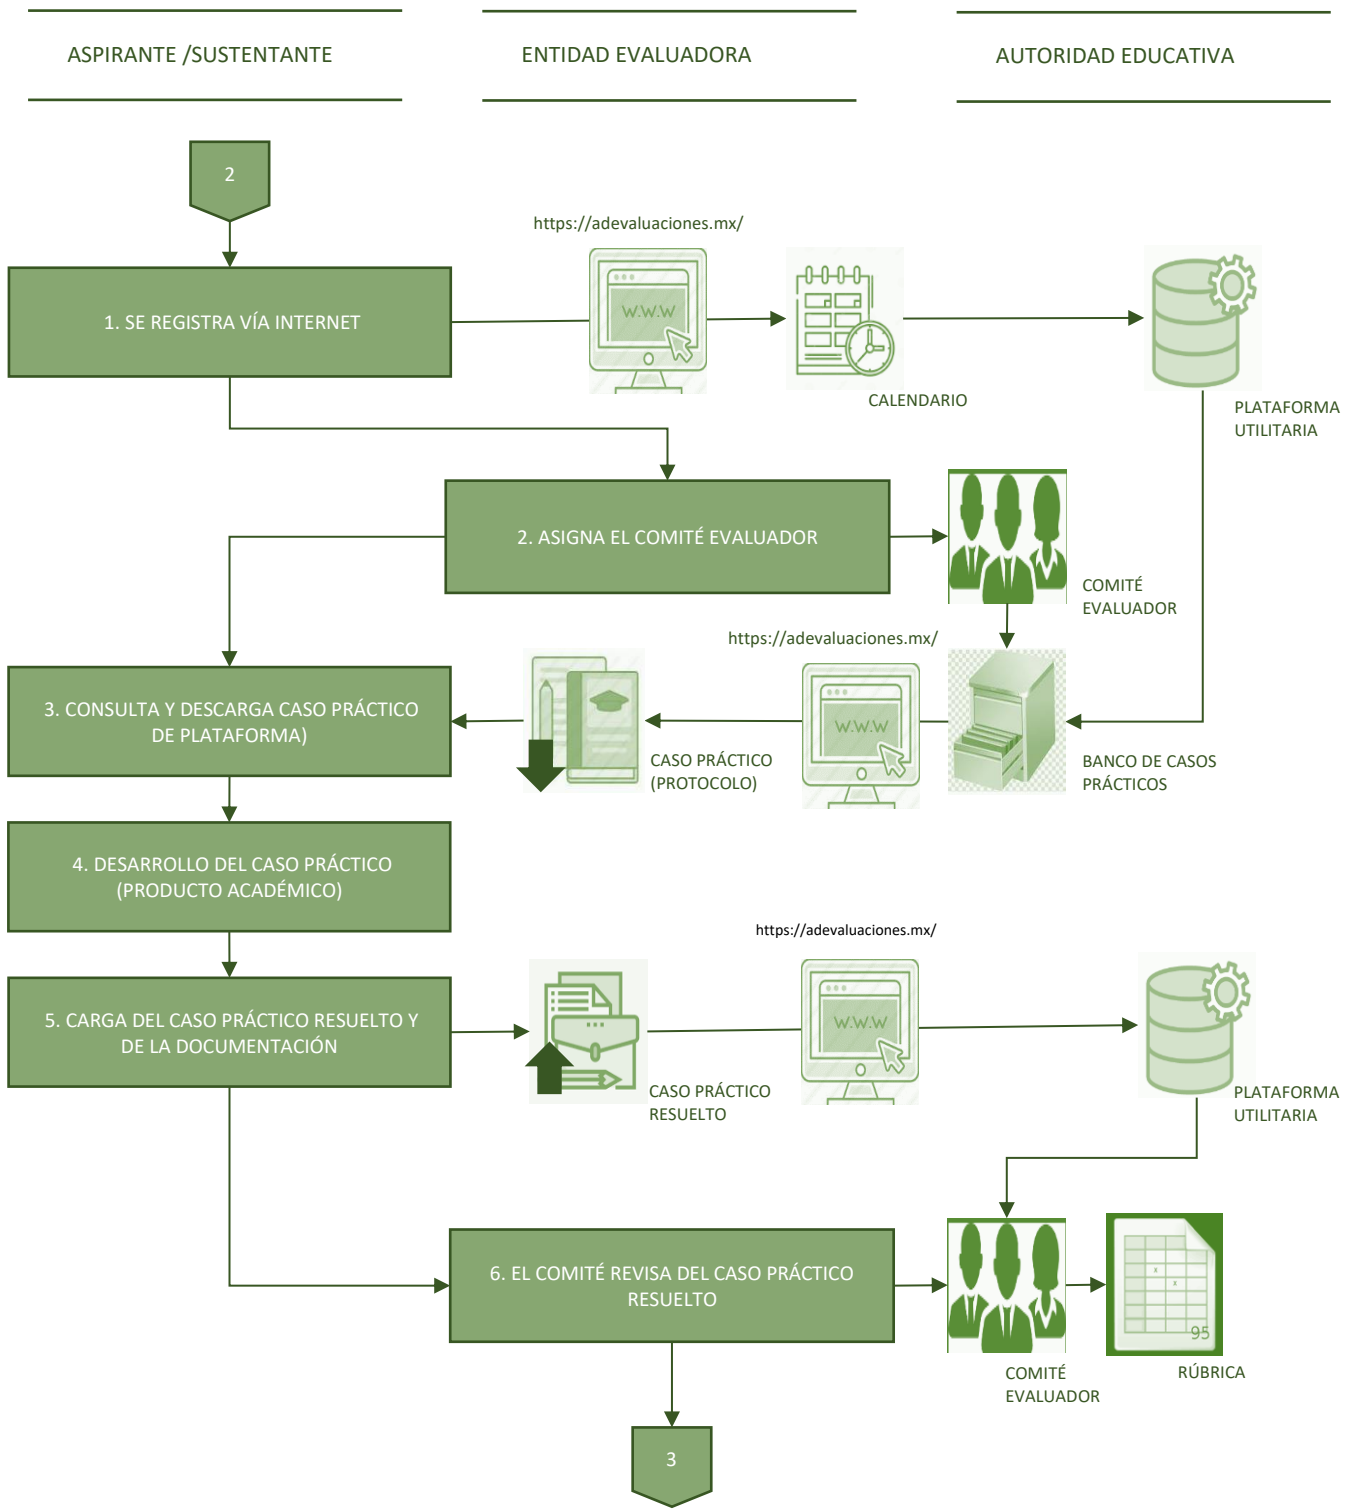 ASPIRANTE /SUSTENTANTE
ENTIDAD EVALUADORA
AUTORIDAD EDUCATIVA
2
https://adevaluaciones.mx/
W.W.W
1. SE REGISTRA VÍA INTERNET
CALENDARIO
PLATAFORMA
UTILITARIA
2. ASIGNA EL COMITÉ EVALUADOR
COMITÉ
EVALUADOR
https://adevaluaciones.mx/
W.W.W
3. CONSULTA Y DESCARGA CASO PRÁCTICO
DE PLATAFORMA)
CASO PRÁCTICO
(PROTOCOLO)
BANCO DE CASOS
PRÁCTICOS
4. DESARROLLO DEL CASO PRÁCTICO
(PRODUCTO ACADÉMICO)
https://adevaluaciones.mx/
W.W.W
5. CARGA DEL CASO PRÁCTICO RESUELTO Y
DE LA DOCUMENTACIÓN
CASO PRÁCTICO
RESUELTO
PLATAFORMA
UTILITARIA
6. EL COMITÉ REVISA DEL CASO PRÁCTICO
RESUELTO
x
x
95
COMITÉ
EVALUADOR
RÚBRICA
3